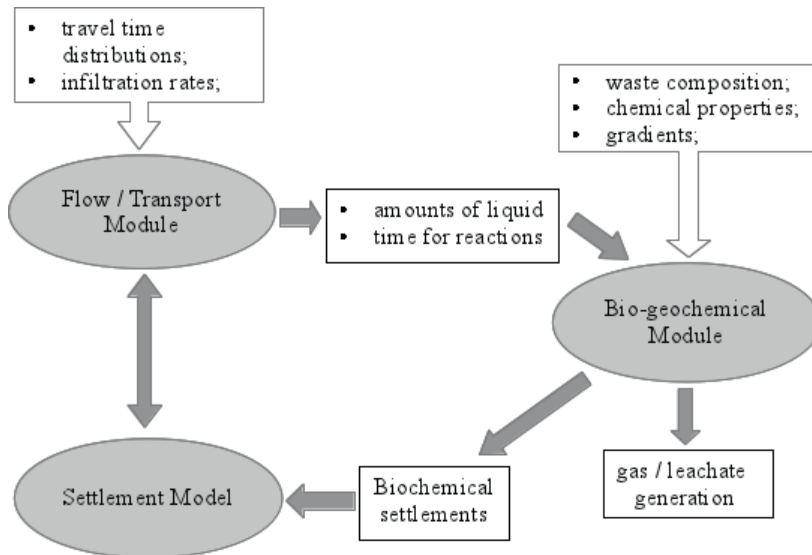 • travel time
distributions;
• infiltration rates;
• waste composition;
• chemical properties;
• gradients;
Flow / Transport
Module
• amounts of liquid
• time for reactions
Bio-geochemical
Module
Settlement Model
Biochemical
settlements
gas / leachate
generation